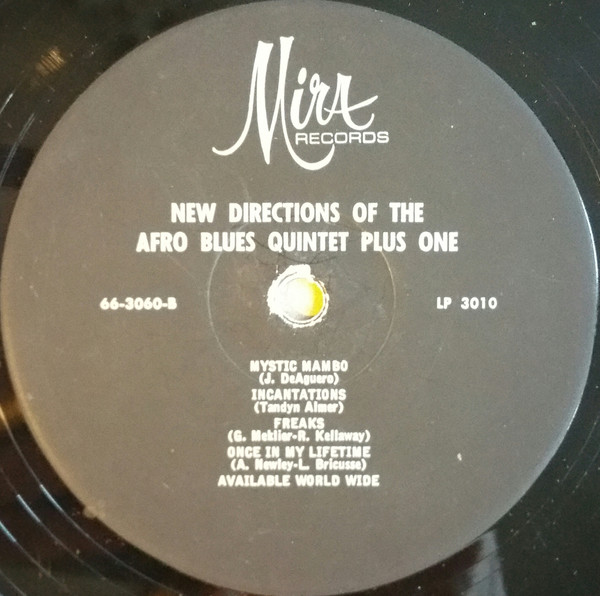 Mira
RECORDS
NEW DIRECTIONS OF THE
AFRO BLUES QUINTET PLUS ONE
66-3060-B
LP 3010
MYSTIC MAMBO
(J. DeAguero)
INCANTATIONS
(Tandyn Almer)
FREAKS
(G. Meklier-R. Kellaway)
ONCE IN MY LIFETIME
(A. Newley-L. Bricusse)
AVAILABLE WORLD WIDE